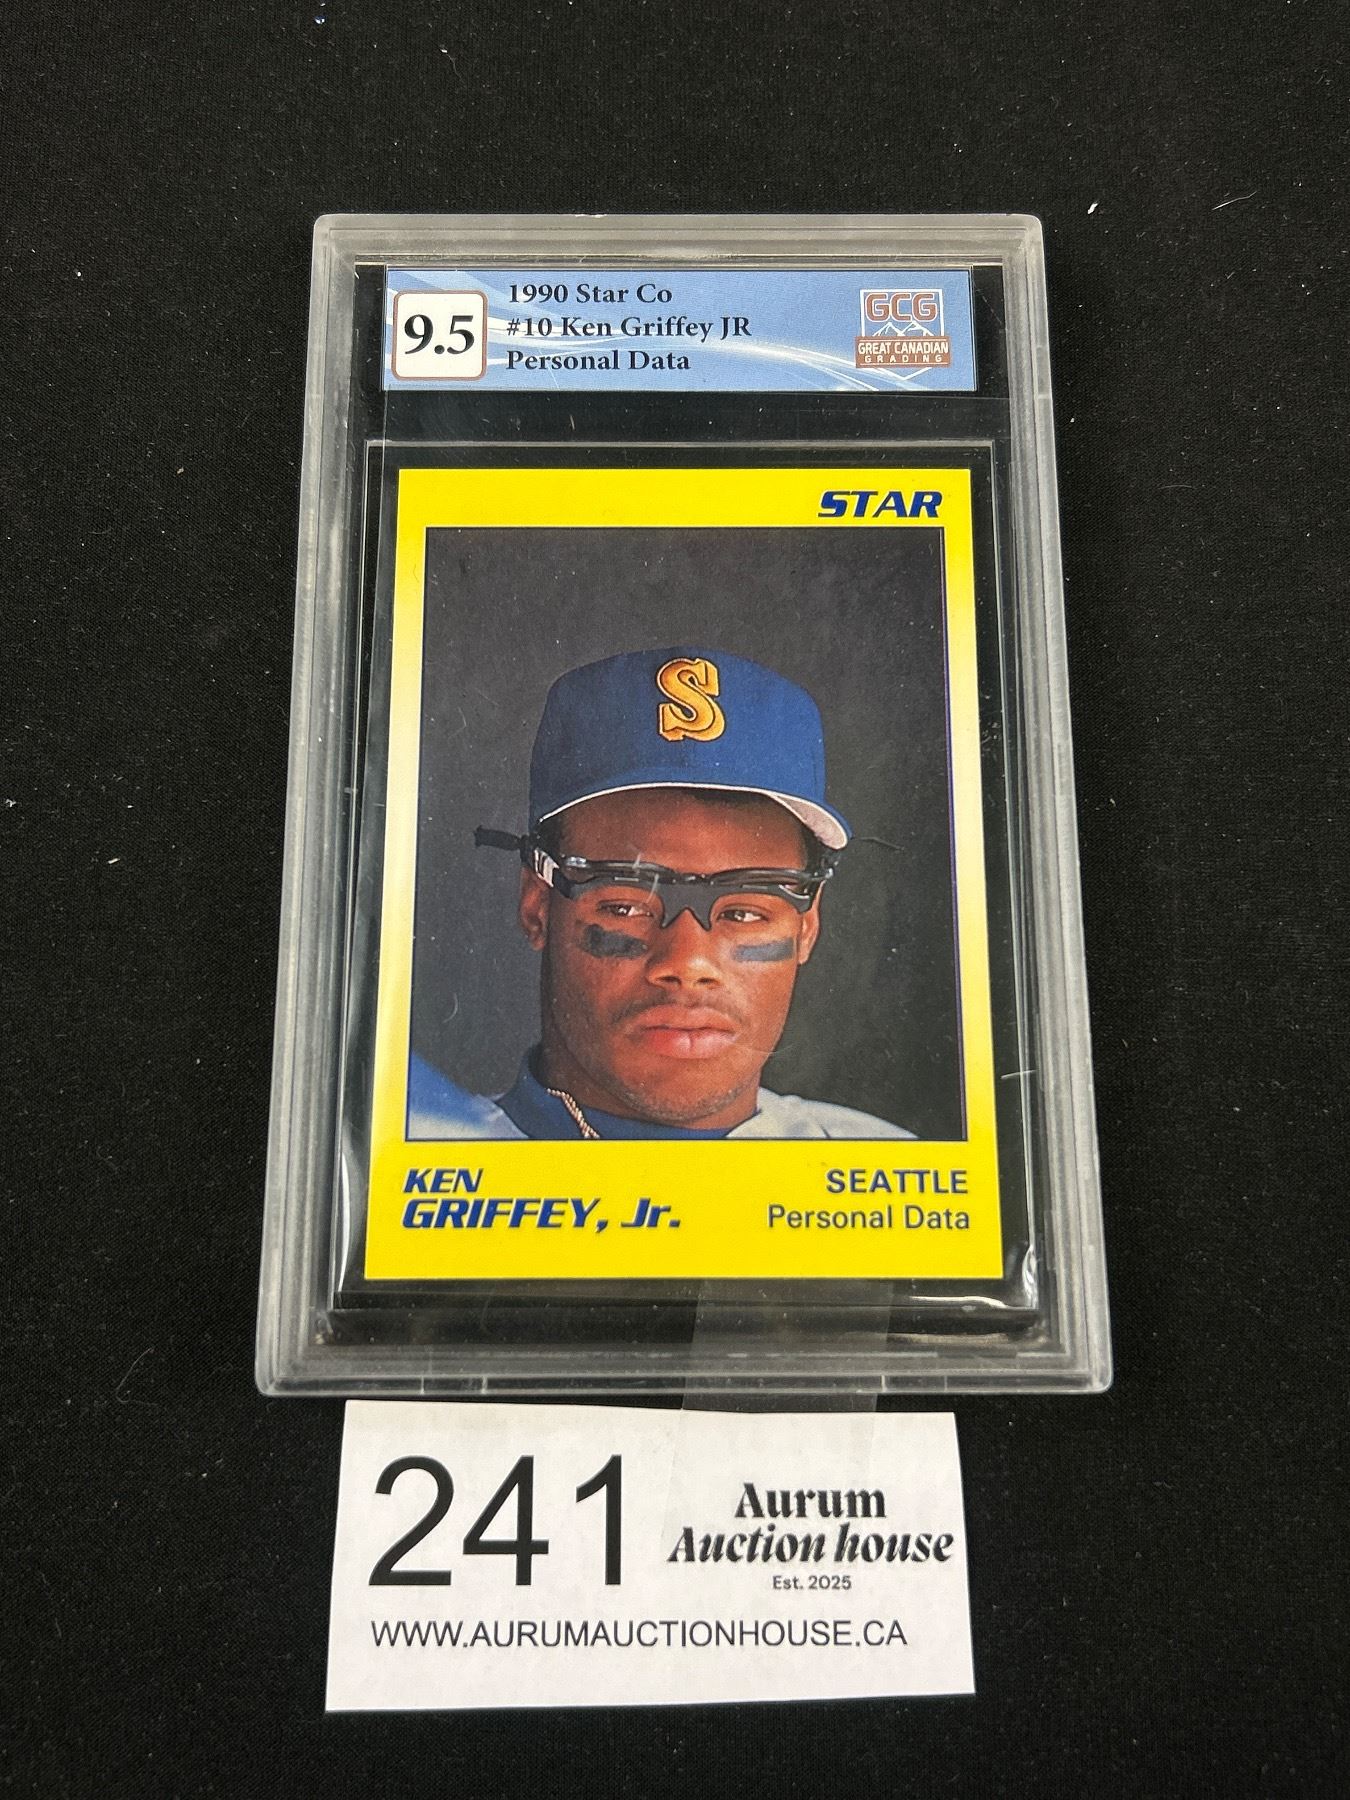 9.5
1990 Star Co
#10 Ken Griffey JR
Personal Data
GCG
GREAT CANADIAN
GRADING
STAR
S
KEN
GRIFFEY, Jr.
SEATTLE
Personal Data
241
Aurum
Auction house
Est. 2025
WWW.AURUMAUCTIONHOUSE.CA